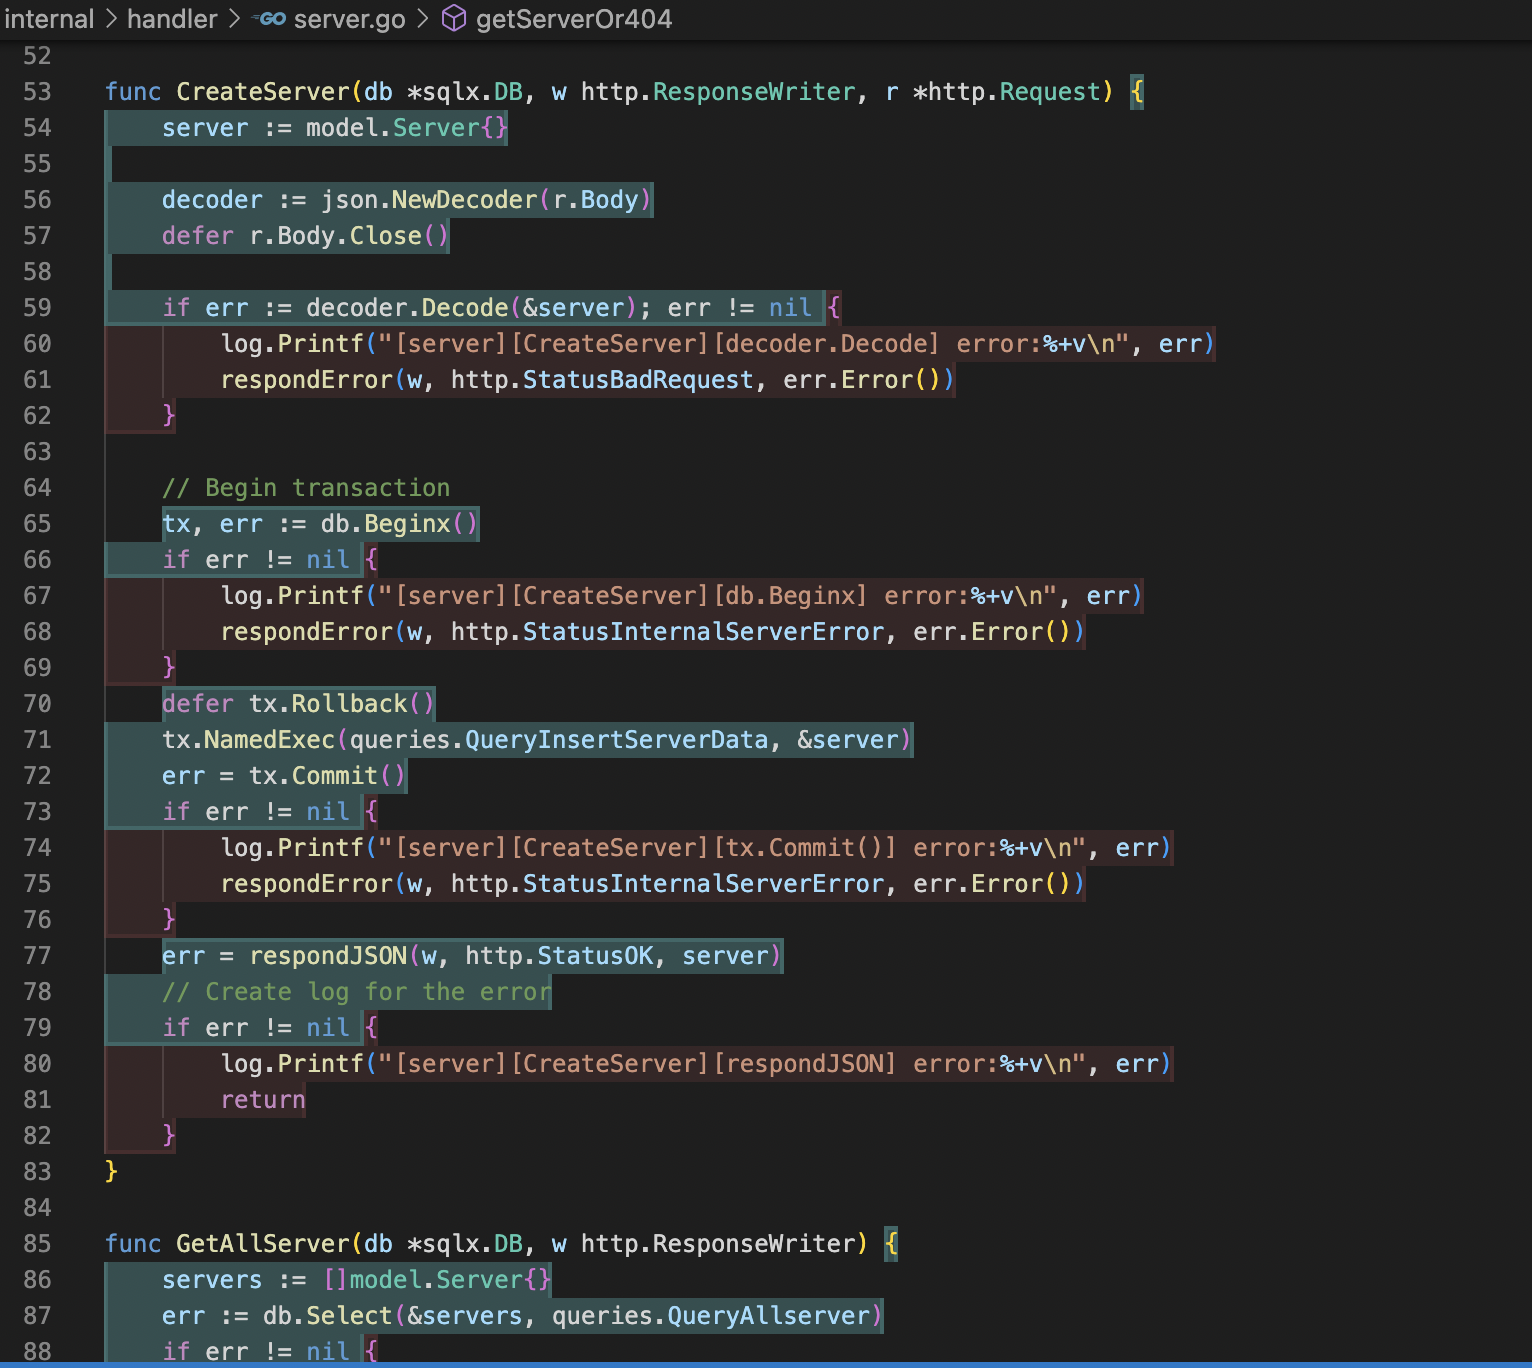 internal > handler > GO server.go > getServerOr404
52
53 func CreateServer(db *sqlx.DB, w http.ResponseWriter, r *http.Request) {
54     server := model.Server{}
55
56     decoder := json.NewDecoder(r.Body)
57     defer r.Body.Close()
58
59     if err := decoder.Decode(&server); err != nil {
60         log.Printf("[server][CreateServer][decoder.Decode] error:%+v\n", err)
61         respondError(w, http.StatusBadRequest, err.Error())
62     }
63
64     // Begin transaction
65     tx, err := db.Beginx()
66     if err != nil {
67         log.Printf("[server][CreateServer][db.Beginx] error:%+v\n", err)
68         respondError(w, http.StatusInternalServerError, err.Error())
69     }
70     defer tx.Rollback()
71     tx.NamedExec(queries.QueryInsertServerData, &server)
72     err = tx.Commit()
73     if err != nil {
74         log.Printf("[server][CreateServer][tx.Commit()] error:%+v\n", err)
75         respondError(w, http.StatusInternalServerError, err.Error())
76     }
77     err = respondJSON(w, http.StatusOK, server)
78     // Create log for the error
79     if err != nil {
80         log.Printf("[server][CreateServer][respondJSON] error:%+v\n", err)
81         return
82     }
83 }
84
85 func GetAllServer(db *sqlx.DB, w http.ResponseWriter) {
86     servers := []model.Server{}
87     err := db.Select(&servers, queries.QueryAllserver)
88     if err != nil {